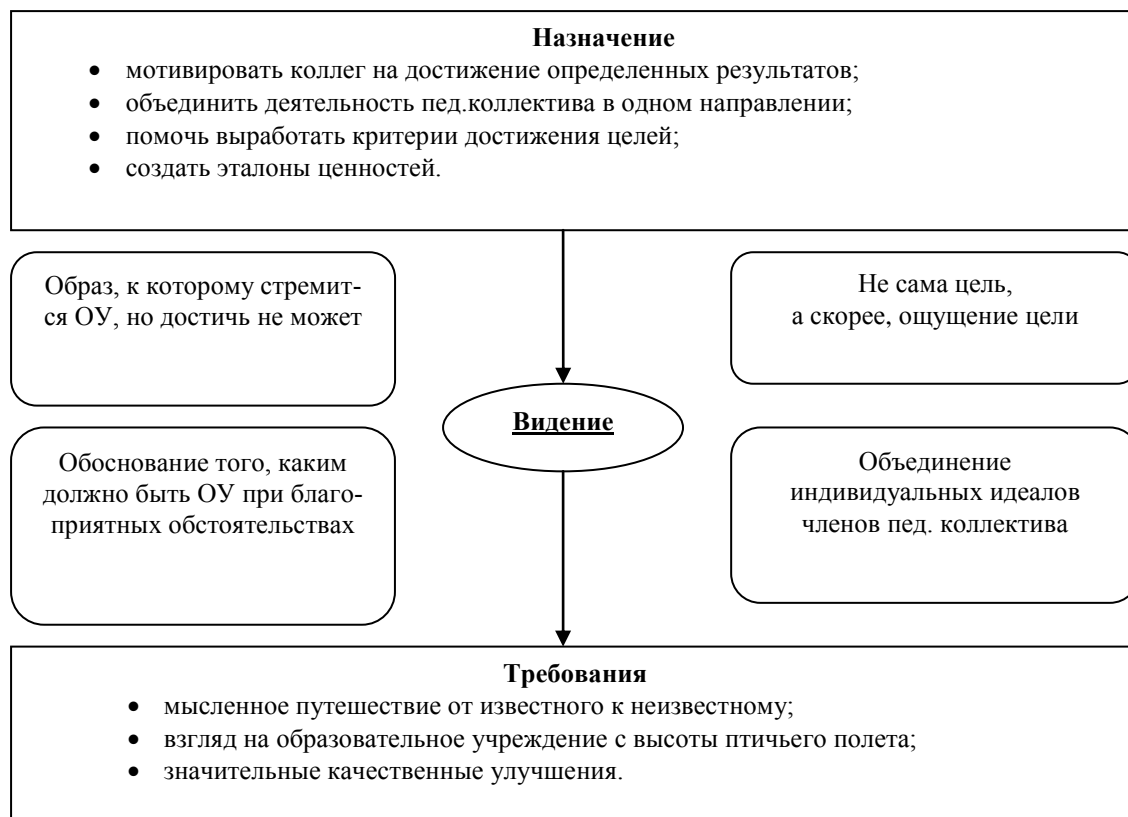 Назначение
• мотивировать коллег на достижение определенных результатов;
• объединить деятельность пед.коллектива в одном направлении;
• помочь выработать критерии достижения целей;
• создать эталоны ценностей.
Образ, к которому стремит-
ся ОУ, но достичь не может
Не сама цель,
а скорее, ощущение цели
Видение
Обоснование того, каким
должно быть ОУ при благо-
приятных обстоятельствах
Объединение
индивидуальных идеалов
членов пед. коллектива
Требования
• мысленное путешествие от известного к неизвестному;
• взгляд на образовательное учреждение с высоты птичьего полета;
• значительные качественные улучшения.